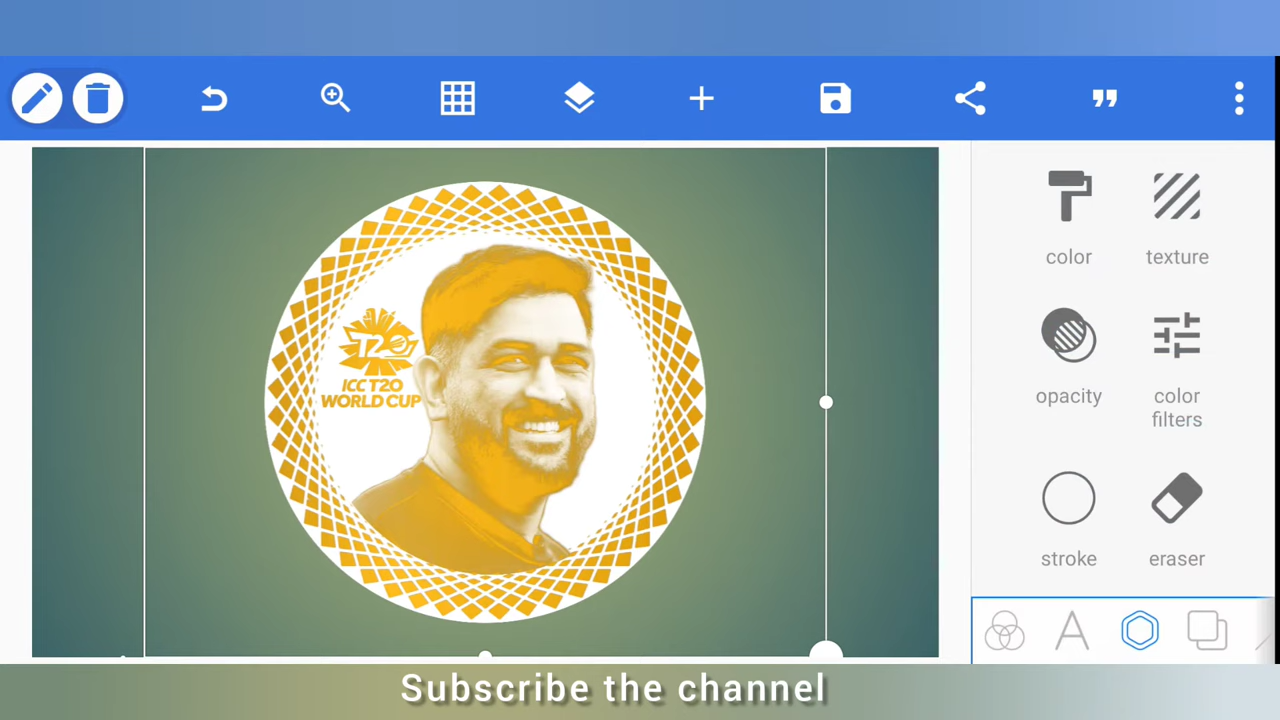 color
texture
opacity
color
filters
stroke
eraser
T20
ICC T20
WORLD CUP
Subscribe the channel